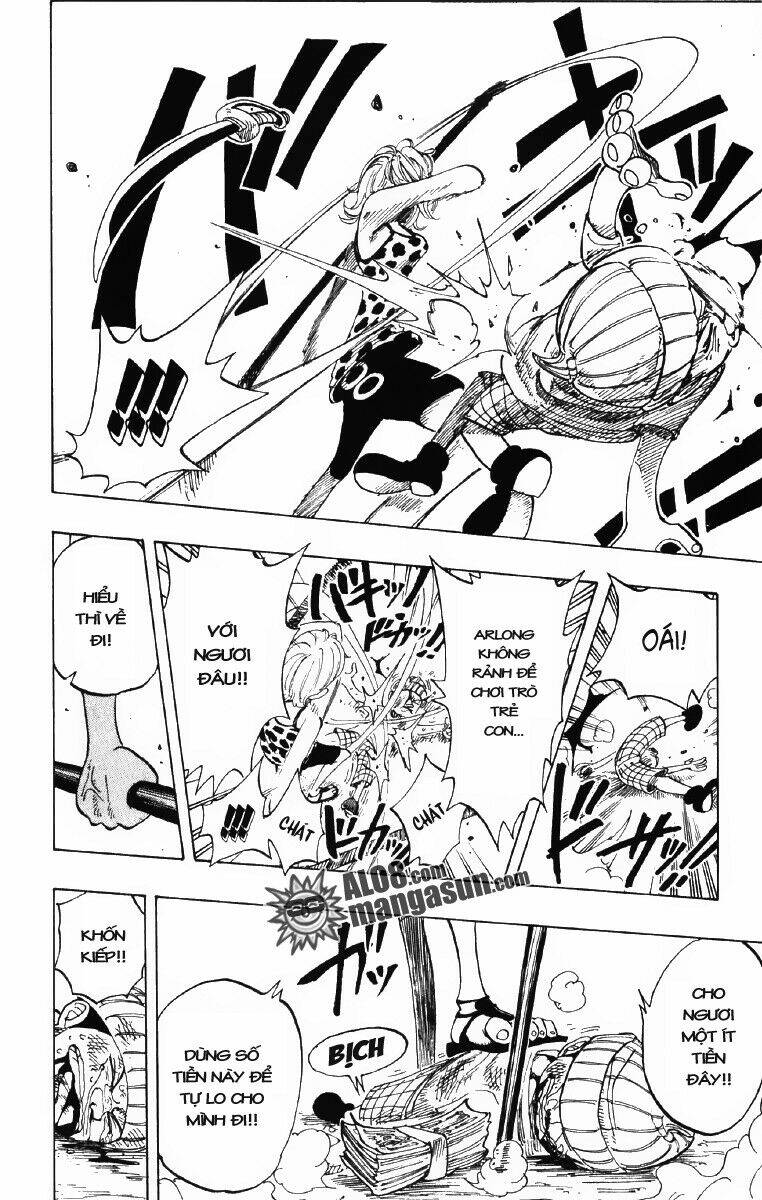 !!!
OÁI!
ARLONG
KHÔNG
RẢNH ĐỂ
CHƠI TRÒ
TRẺ
CON...
VỚI
NGƯƠI
ĐÂU!!
CHÁT
CHÁT
!!!
HIỂU
THÌ VỀ
ĐI!
AL08.com
mangasun.com
CHO
NGƯƠI
MỘT ÍT
TIỀN
ĐÂY!!
BỊCH
DÙNG SỐ
TIỀN NÀY ĐỂ
TỰ LO CHO
MÌNH ĐI!!
KHỐN
KIẾP!!